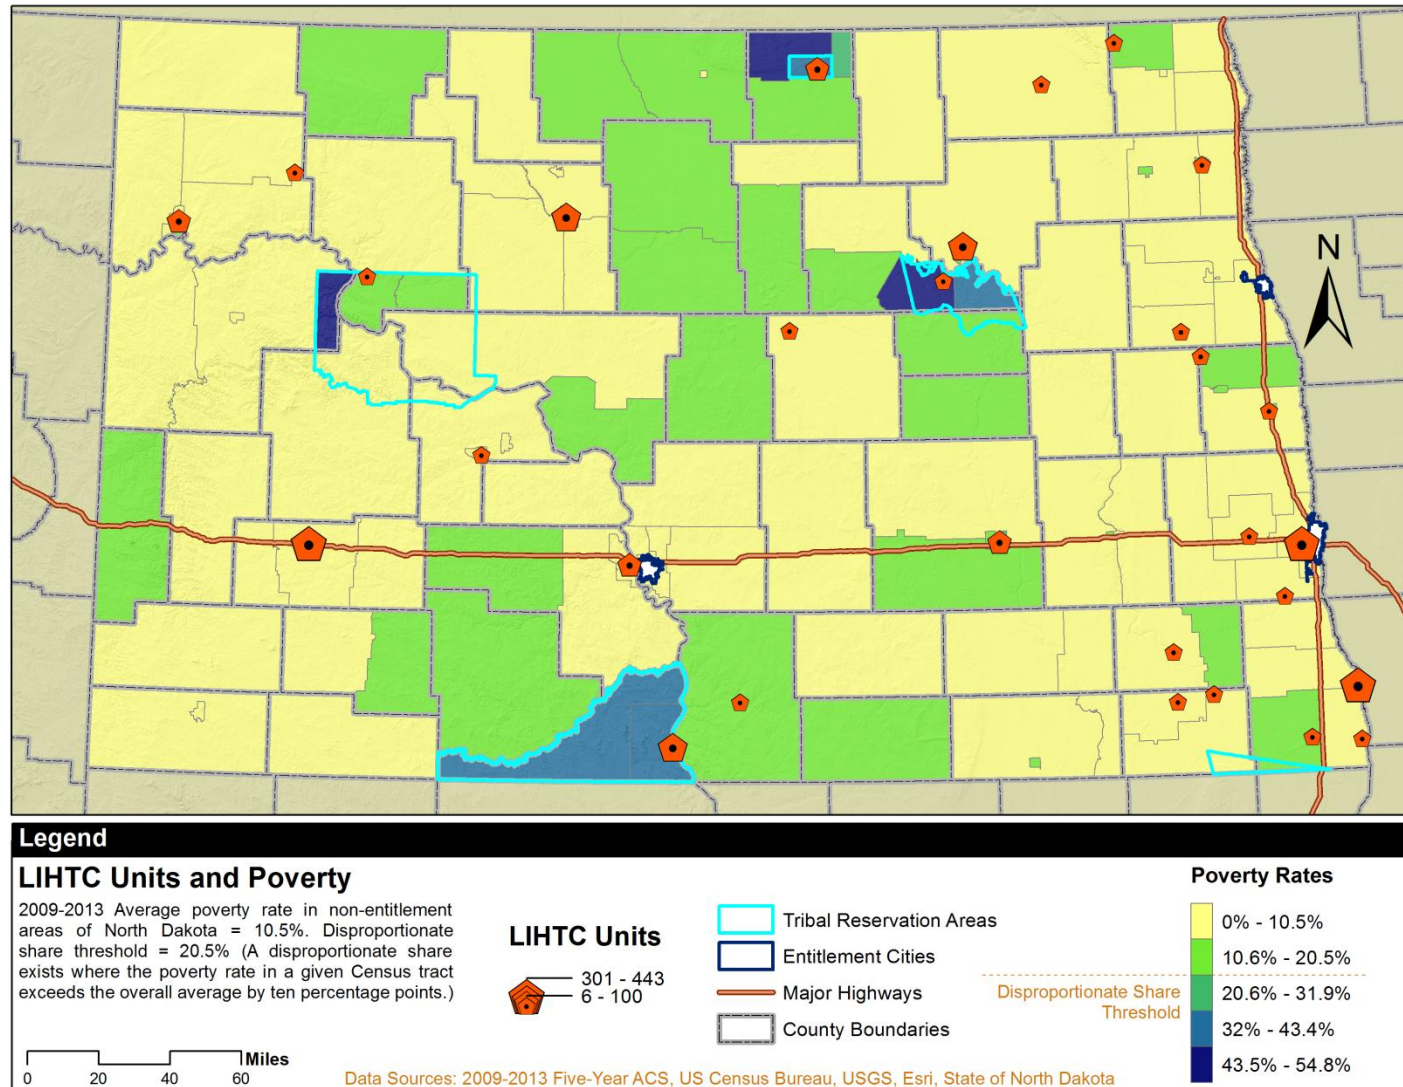 N
Legend
LIHTC Units and Poverty
2009-2013 Average poverty rate in non-entitlement
areas of North Dakota = 10.5%. Disproportionate
share threshold = 20.5% (A disproportionate share
exists where the poverty rate in a given Census tract
exceeds the overall average by ten percentage points.)
Miles
0 20 40 60
LIHTC Units
301 - 443
6 - 100
Tribal Reservation Areas
Entitlement Cities
Major Highways
County Boundaries
Disproportionate Share
Threshold
Poverty Rates
0% - 10.5%
10.6% - 20.5%
20.6% - 31.9%
32% - 43.4%
43.5% - 54.8%
Data Sources: 2009-2013 Five-Year ACS, US Census Bureau, USGS, Esri, State of North Dakota